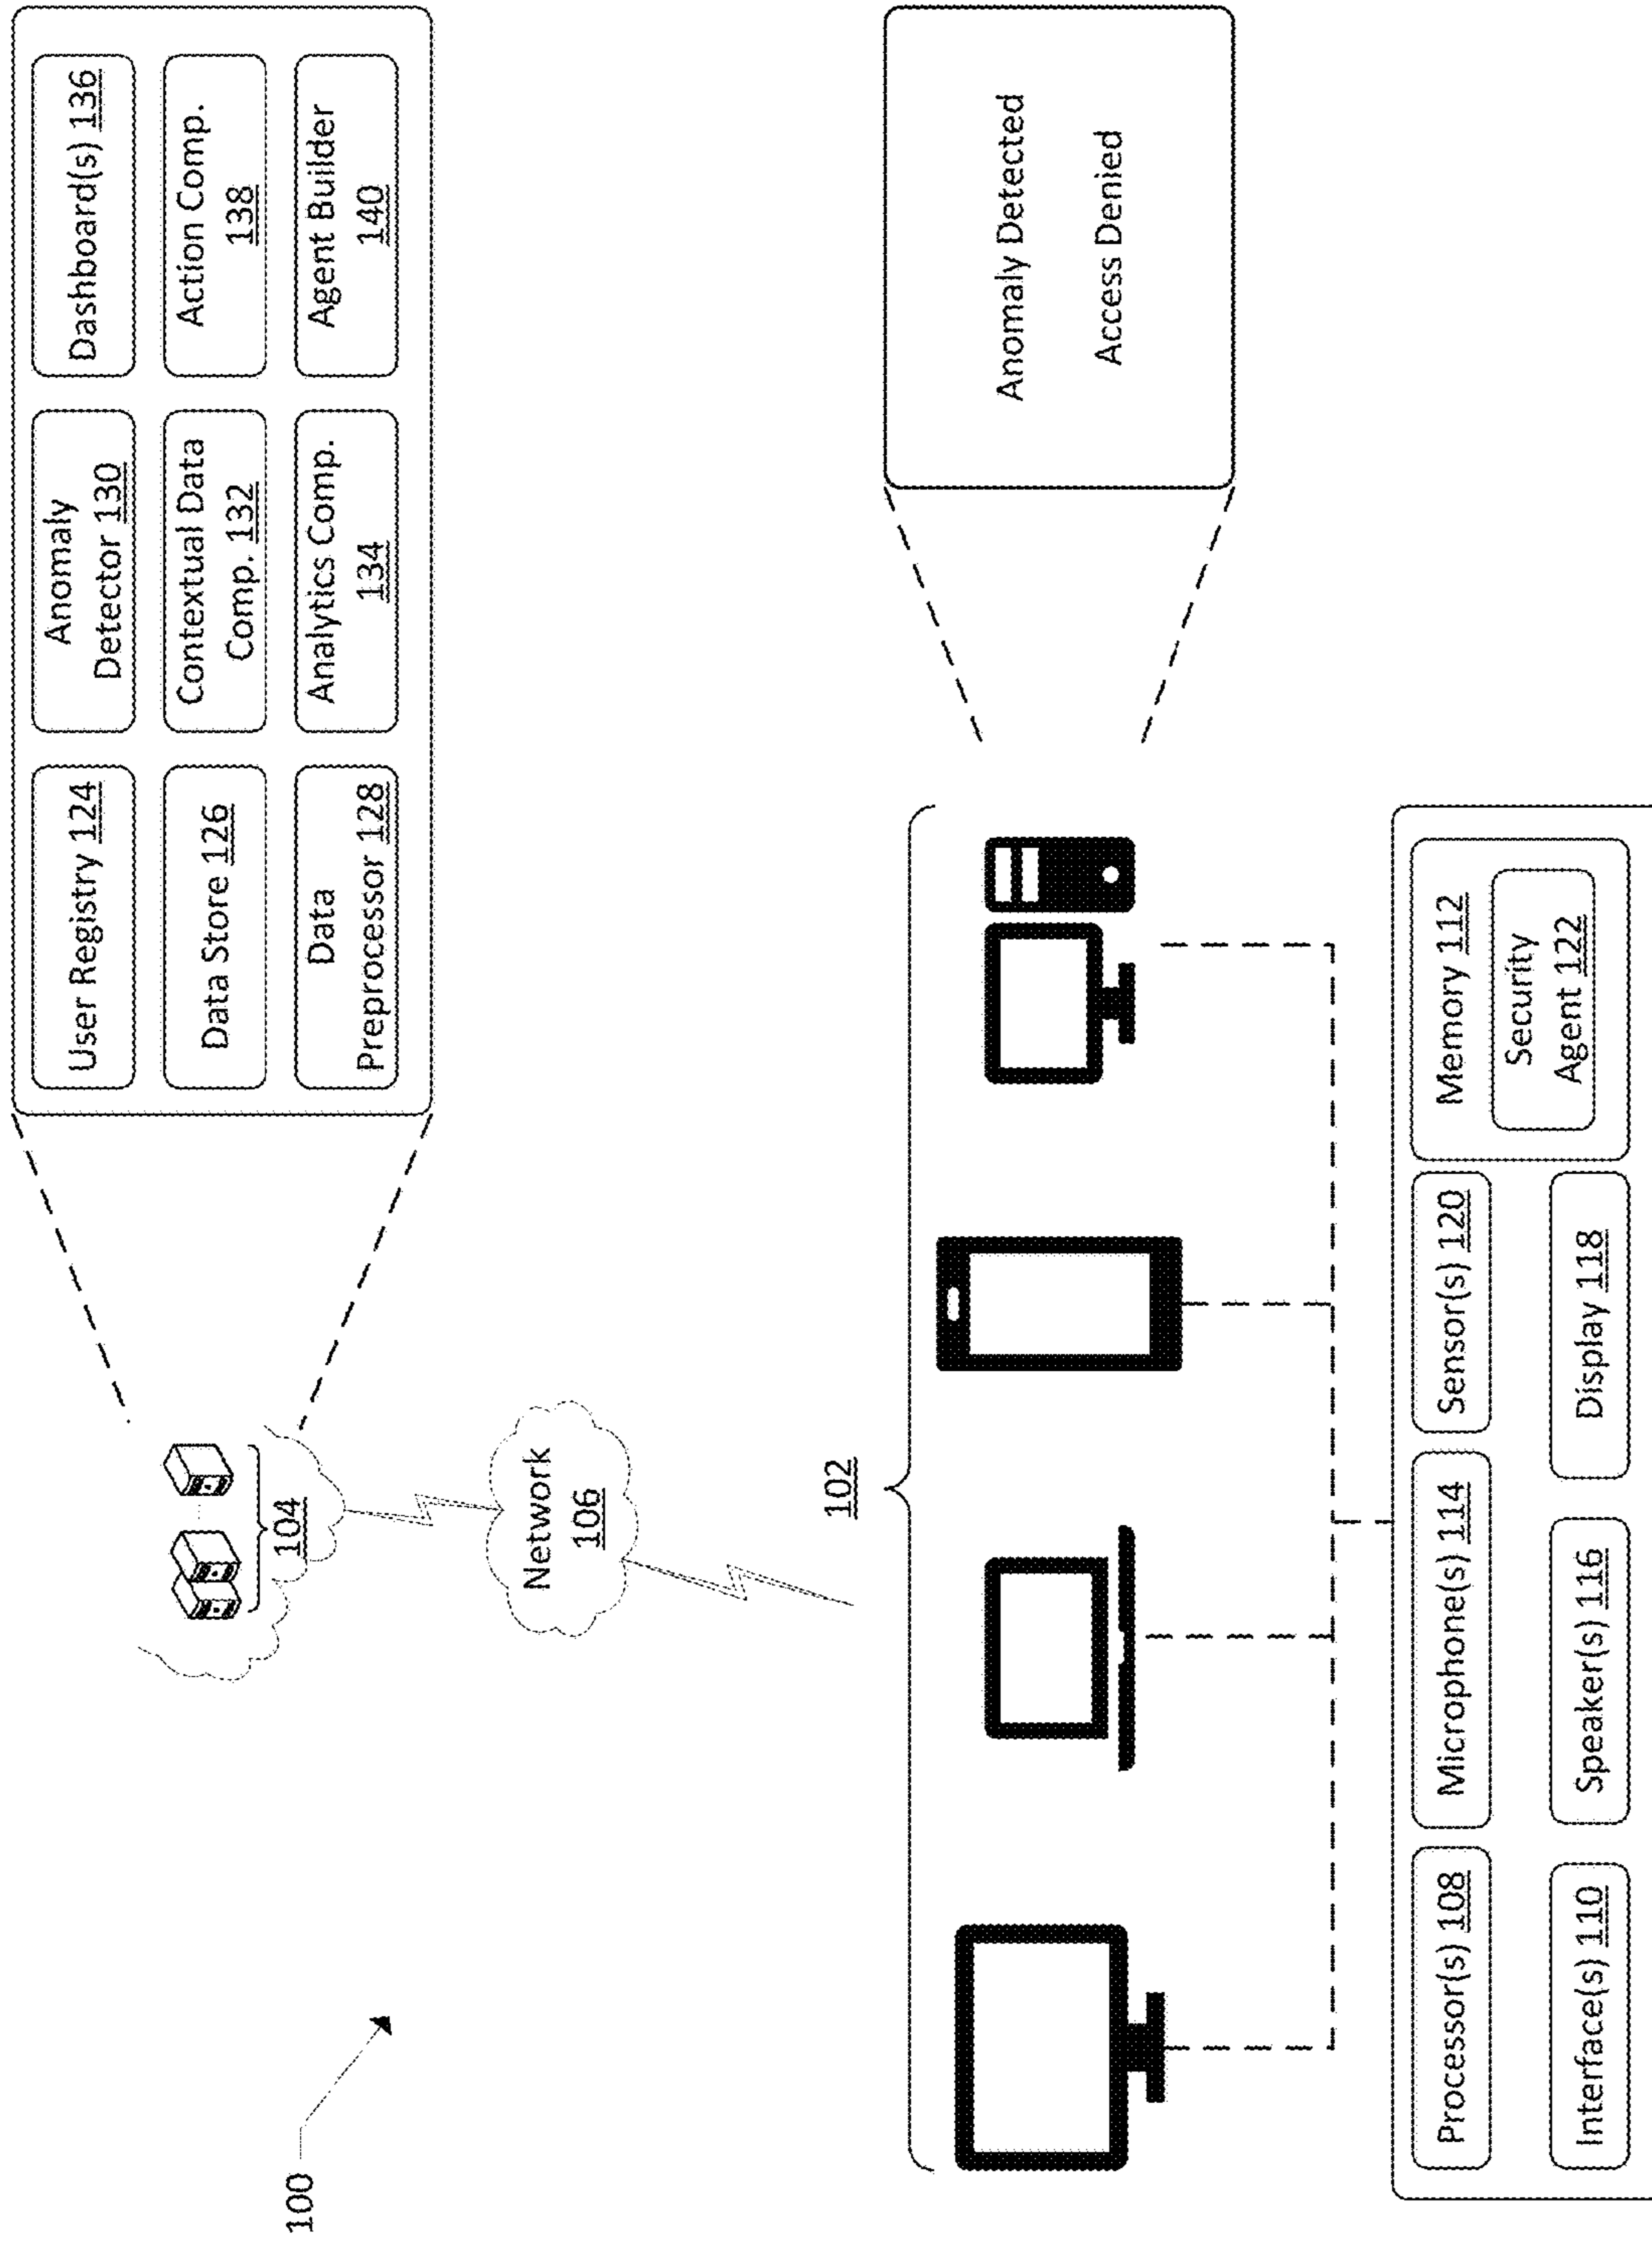 100
104
Network
106
102
User Registry 124
Data Store 126
Data
Preprocessor 128
Anomaly
Detector 130
Contextual Data
Comp. 132
Analytics Comp.
134
Dashboard(s) 136
Action Comp.
138
Agent Builder
140
Anomaly Detected
Access Denied
Processor(s) 108
Microphone(s) 114
Sensor(s) 120
Memory 112
Security
Agent 122
Interface(s) 110
Speaker(s) 116
Display 118